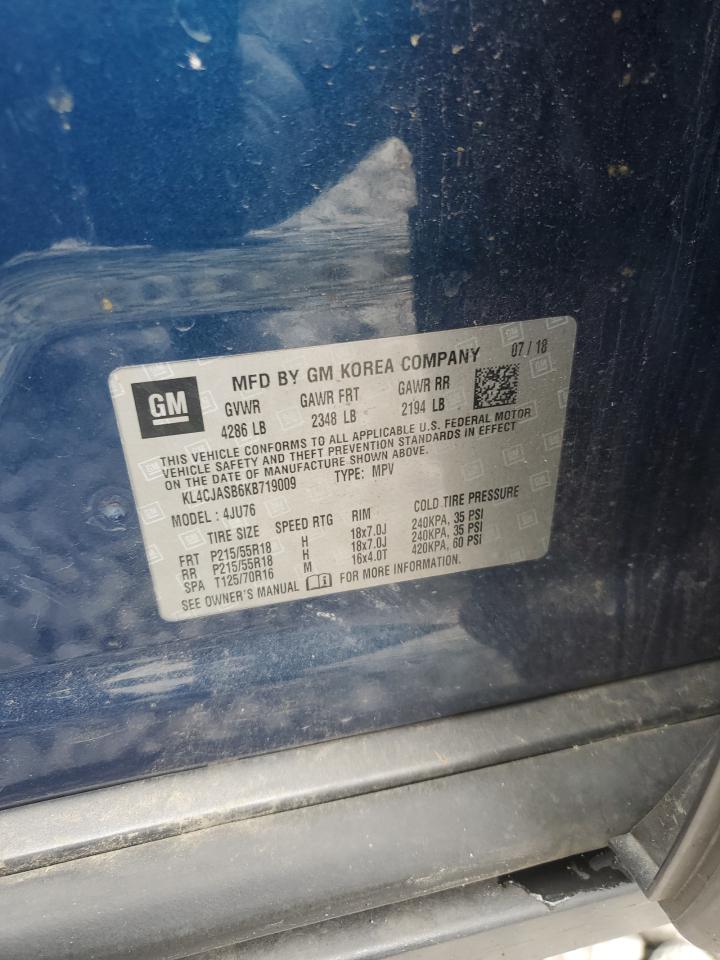 GM
MFD BY GM KOREA COMPANY 07 / 18
GVWR GAWR FRT GAWR RR
4286 LB 2348 LB 2194 LB
THIS VEHICLE CONFORMS TO ALL APPLICABLE U.S. FEDERAL MOTOR
VEHICLE SAFETY AND THEFT PREVENTION STANDARDS IN EFFECT
ON THE DATE OF MANUFACTURE SHOWN ABOVE.
KL4CJASB6KB719009 TYPE: MPV
MODEL : 4JU76
TIRE SIZE SPEED RTG RIM COLD TIRE PRESSURE
FRT P215/55R18 H 18x7.0J 240KPA, 35 PSI
RR P215/55R18 H 18x7.0J 240KPA, 35 PSI
SPA T125/70R16 M 16x4.0T 420KPA, 60 PSI
SEE OWNER'S MANUAL FOR MORE INFORMATION.